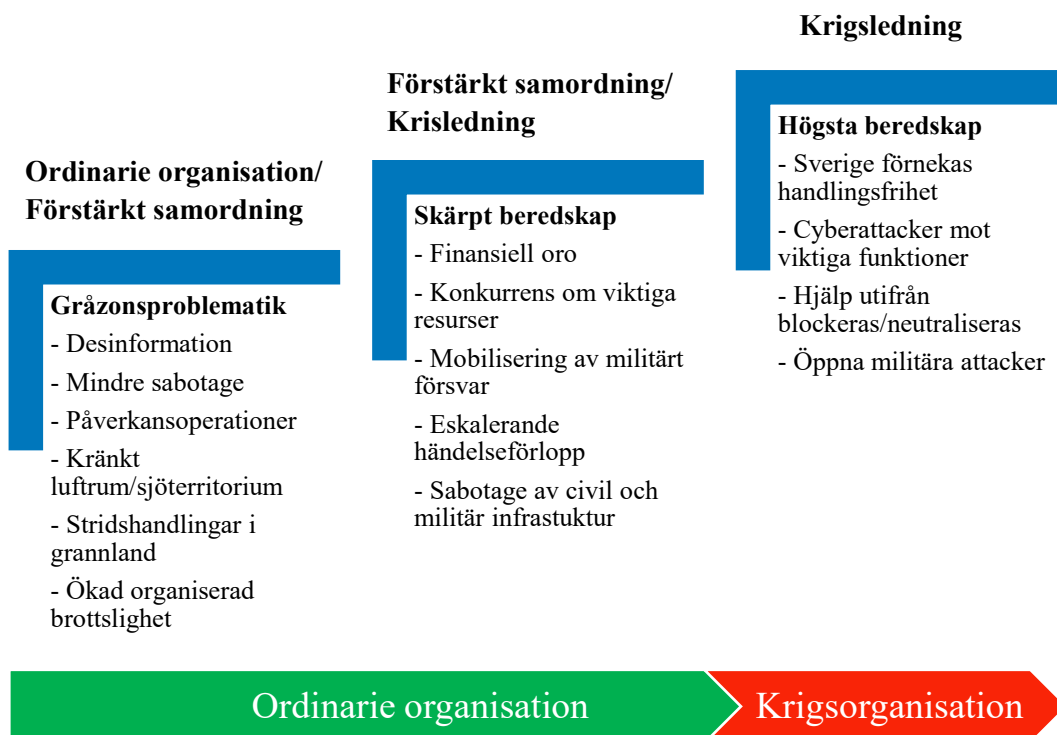 Ordinarie organisation/
Förstärkt samordning
Gråzonsproblematik
- Desinformation
- Mindre sabotage
- Påverkansoperationer
- Kränkt
luftrum/sjöterritorium
- Stridshandlingar i
grannland
- Ökad organiserad
brottslighet
Förstärkt samordning/
Krisledning
Skärpt beredskap
- Finansiell oro
- Konkurrens om viktiga
resurser
- Mobilisering av militärt
försvar
- Eskalerande
händelseförlopp
- Sabotage av civil och
militär infrastuktur
Krigsledning
Högsta beredskap
- Sverige förnekas
handlingsfrihet
- Cyberattacker mot
viktiga funktioner
- Hjälp utifrån
blockeras/neutraliseras
- Öppna militära attacker
Ordinarie organisation
Krigsorganisation